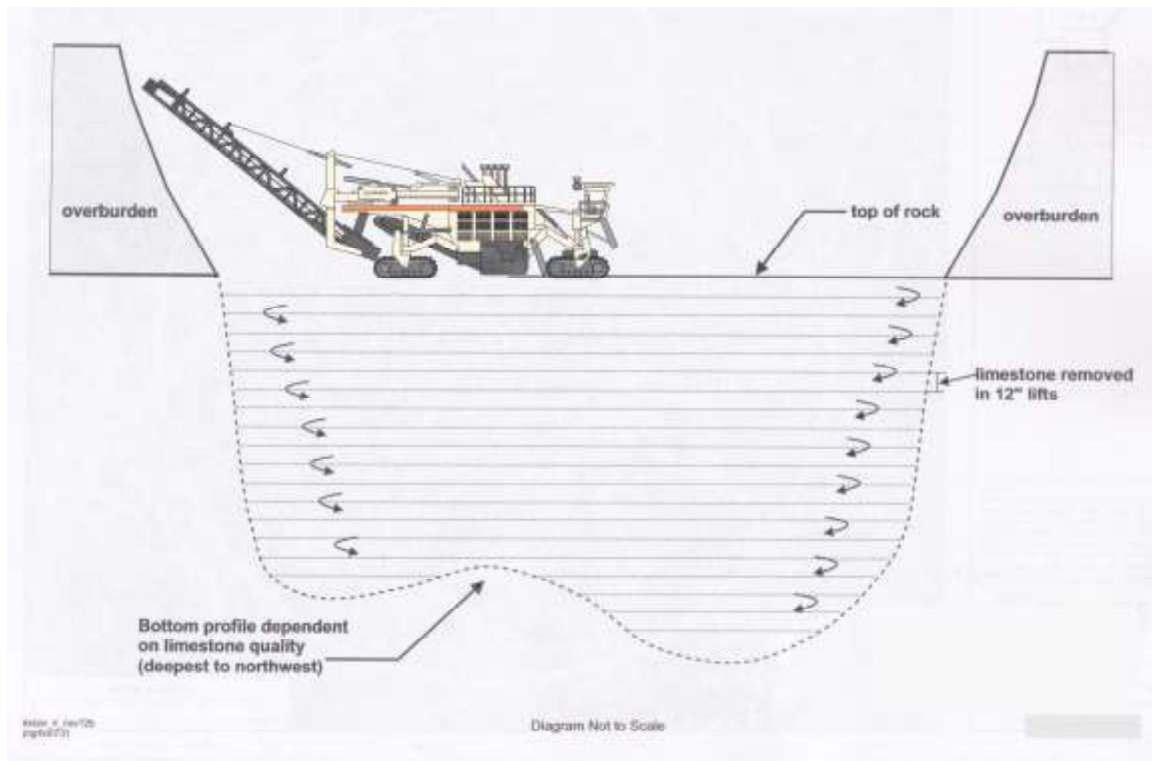 overburden
top of rock
overburden
limestone removed
in 12" lifts
Bottom profile dependent
on limestone quality
(deepest to northwest)
Diagram Not to Scale